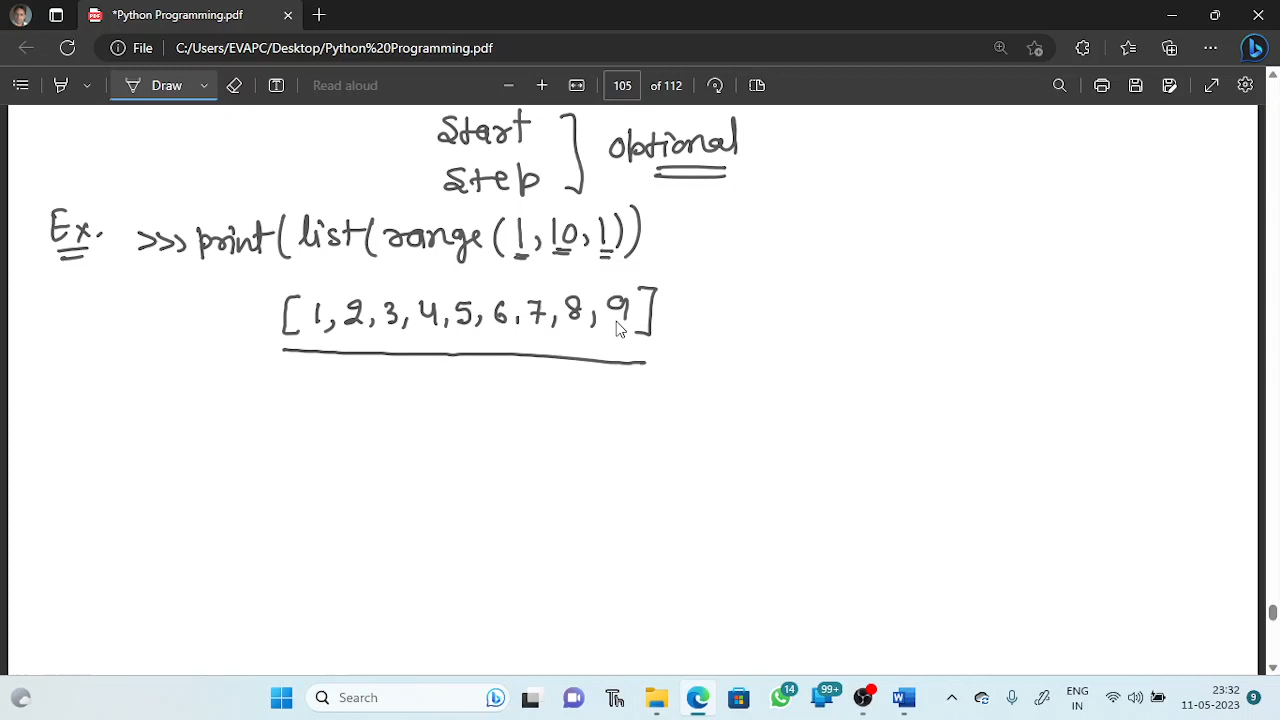 *Python Programming.pdf
File C:/Users/EVAPC/Desktop/Python%20Programming.pdf
Draw Read aloud 105 of 112
Start
Step
optional
Ex. >>> print(list(range(1,10,1))
[1,2,3,4,5,6.7,8,9]
Search 14 99+ ENG IN 23:32 11-05-2023 9